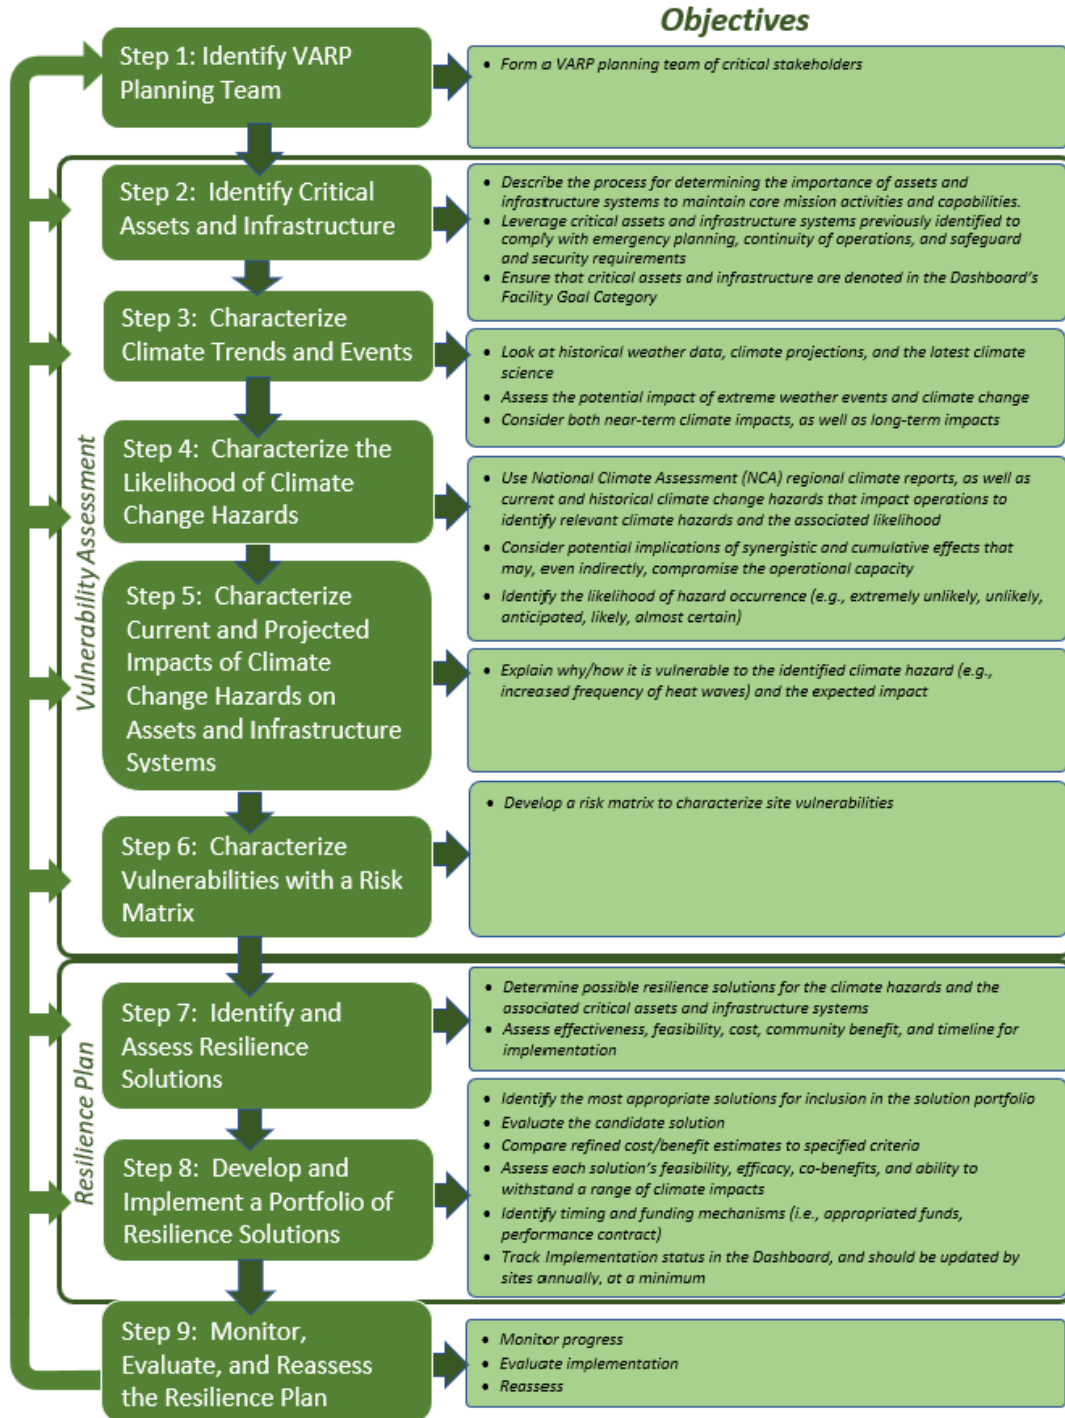 Objectives
Step 1: Identify VARP
Planning Team
• Form a VARP planning team of critical stakeholders
Vulnerability Assessment
Step 2:  Identify Critical
Assets and Infrastructure
• Describe the process for determining the importance of assets and
infrastructure systems to maintain core mission activities and capabilities.
• Leverage critical assets and infrastructure systems previously identified to
comply with emergency planning, continuity of operations, and safeguard
and security requirements
• Ensure that critical assets and infrastructure are denoted in the Dashboard's
Facility Goal Category
Step 3:  Characterize
Climate Trends and Events
• Look at historical weather data, climate projections, and the latest climate
science
• Assess the potential impact of extreme weather events and climate change
• Consider both near-term climate impacts, as well as long-term impacts
Step 4:  Characterize the
Likelihood of Climate
Change Hazards
• Use National Climate Assessment (NCA) regional climate reports, as well as
current and historical climate change hazards that impact operations to
identify relevant climate hazards and the associated likelihood
• Consider potential implications of synergistic and cumulative effects that
may, even indirectly, compromise the operational capacity
• Identify the likelihood of hazard occurrence (e.g., extremely unlikely, unlikely,
anticipated, likely, almost certain)
Step 5:  Characterize
Current and Projected
Impacts of Climate
Change Hazards on
Assets and Infrastructure
Systems
• Explain why/how it is vulnerable to the identified climate hazard (e.g.,
increased frequency of heat waves) and the expected impact
Step 6:  Characterize
Vulnerabilities with a Risk
Matrix
• Develop a risk matrix to characterize site vulnerabilities
Resilience Plan
Step 7:  Identify and
Assess Resilience
Solutions
• Determine possible resilience solutions for the climate hazards and the
associated critical assets and infrastructure systems
• Assess effectiveness, feasibility, cost, community benefit, and timeline for
implementation
Step 8:  Develop and
Implement a Portfolio of
Resilience Solutions
• Identify the most appropriate solutions for inclusion in the solution portfolio
• Evaluate the candidate solution
• Compare refined cost/benefit estimates to specified criteria
• Assess each solution's feasibility, efficacy, co-benefits, and ability to
withstand a range of climate impacts
• Identify timing and funding mechanisms (i.e., appropriated funds,
performance contract)
• Track Implementation status in the Dashboard, and should be updated by
sites annually, at a minimum
Step 9:  Monitor,
Evaluate, and Reassess
the Resilience Plan
• Monitor progress
• Evaluate implementation
• Reassess